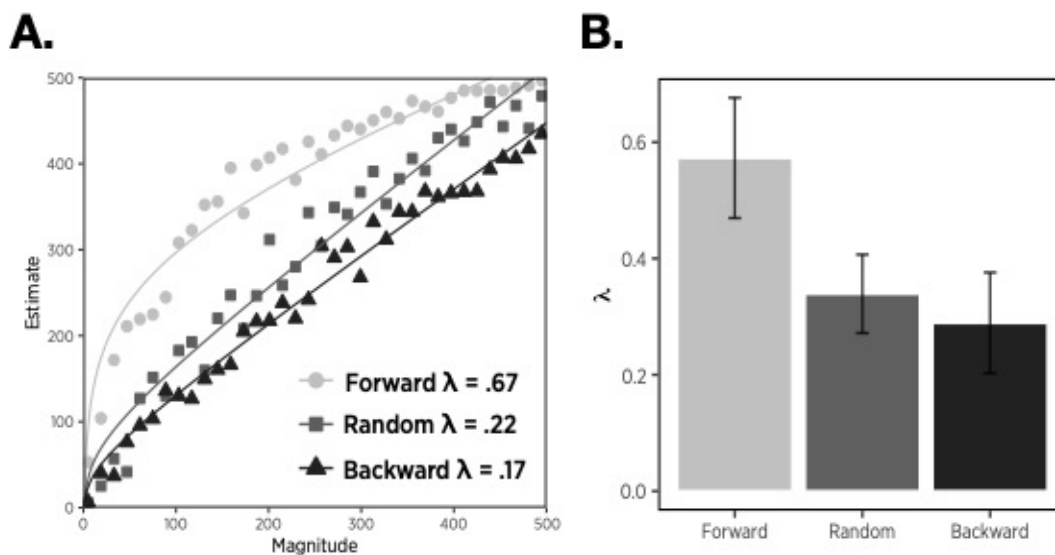 A.
Estimate
500
400
300
200
100
0
Forward λ = .67
Random λ = .22
Backward λ = .17
0 100 200 300 400 500
Magnitude
B.
λ
0.6
0.4
0.2
0.0
Forward Random Backward